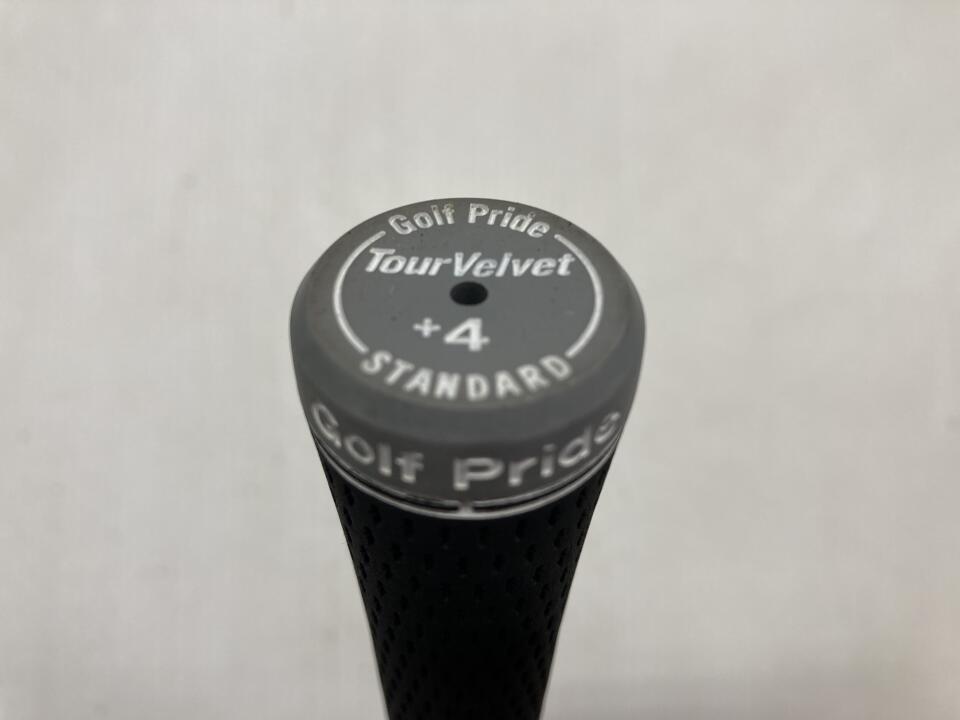 Golf Pride
TourVelvet
+4
STANDARD
Golf Pride